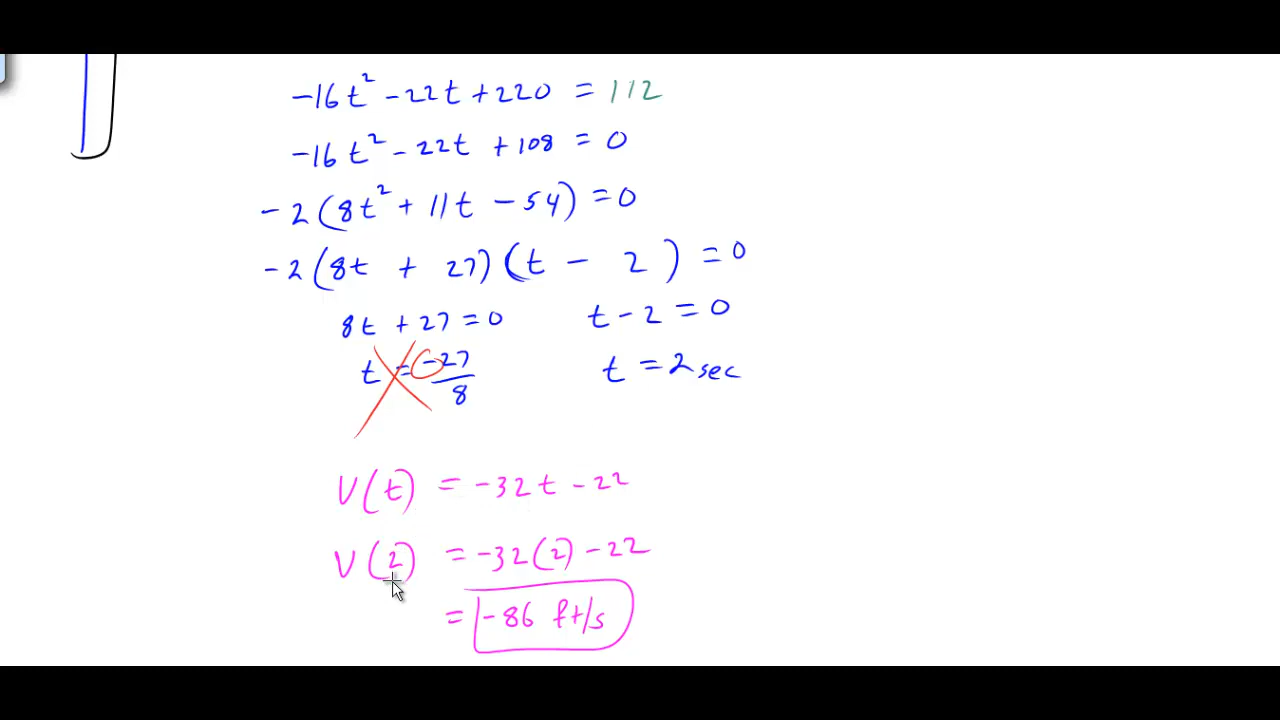 -16t² - 22t + 220 = 112
-16t² - 22t + 108 = 0
-2(8t² + 11t - 54) = 0
-2(8t + 27)(t - 2) = 0
8t + 27 = 0 t - 2 = 0
t = -27/8 t = 2 sec
V(t) = -32t - 22
V(2) = -32(2) - 22
= -86 ft/s